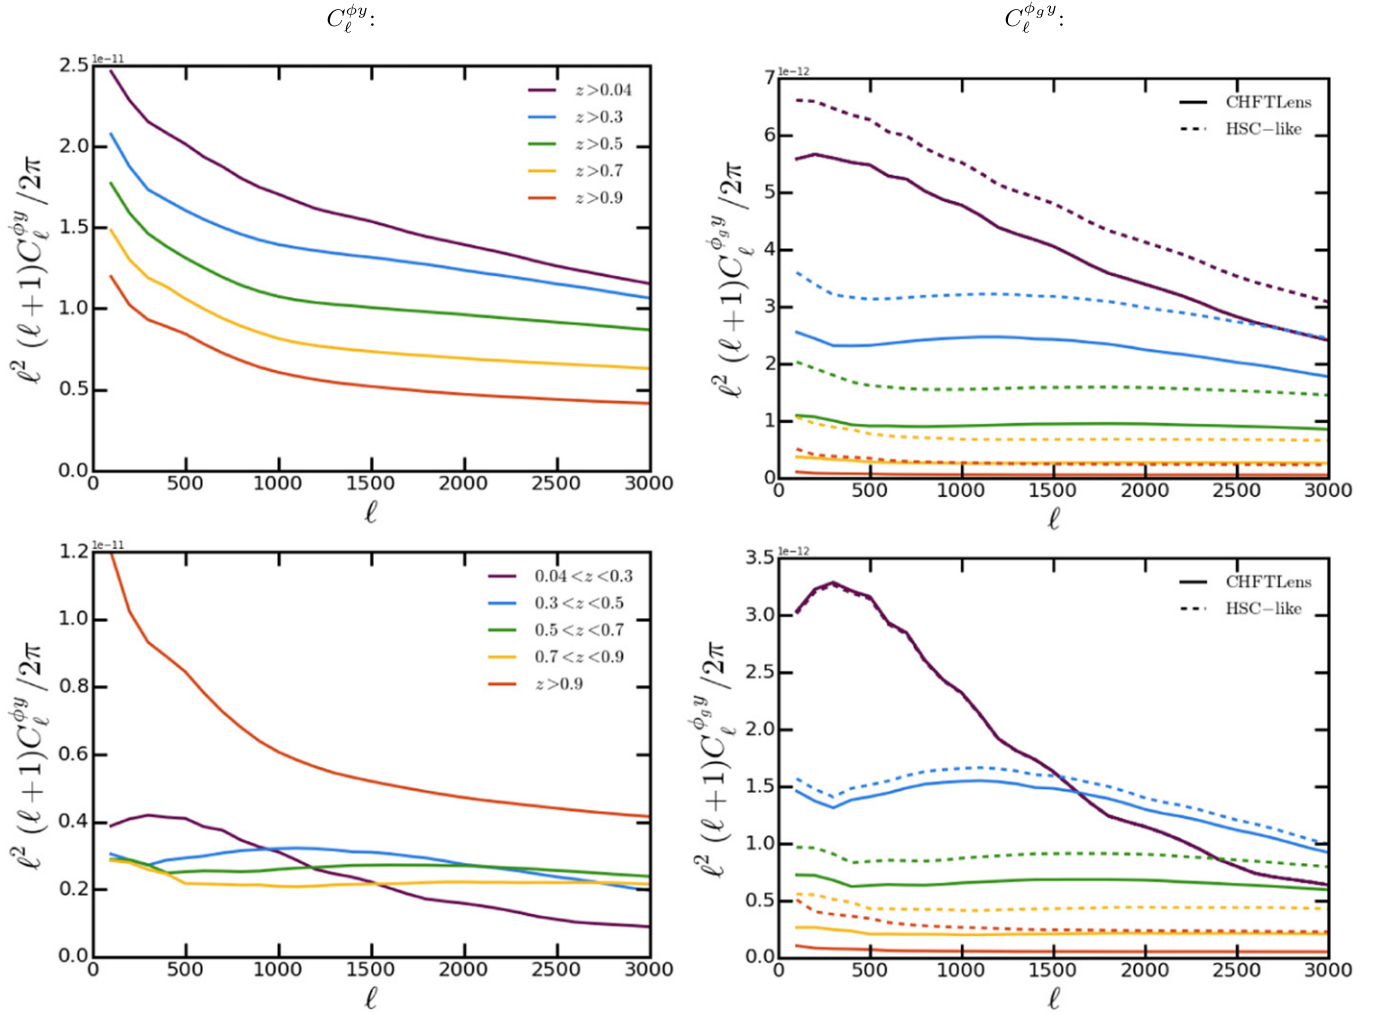 C_ℓ^{ϕy}:
C_ℓ^{ϕ_g y}:
1e−11
2.5
2.0
1.5
1.0
0.5
0.0
ℓ² (ℓ+1)C_ℓ^{ϕy}/2π
z>0.04
z>0.3
z>0.5
z>0.7
z>0.9
0 500 1000 1500 2000 2500 3000
ℓ
1e−12
7
6
5
4
3
2
1
0
ℓ² (ℓ+1)C_ℓ^{ϕ_g y}/2π
CHFTLens
HSC−like
0 500 1000 1500 2000 2500 3000
ℓ
1e−11
1.2
1.0
0.8
0.6
0.4
0.2
0.0
ℓ² (ℓ+1)C_ℓ^{ϕy}/2π
0.04<z<0.3
0.3<z<0.5
0.5<z<0.7
0.7<z<0.9
z>0.9
0 500 1000 1500 2000 2500 3000
ℓ
1e−12
3.5
3.0
2.5
2.0
1.5
1.0
0.5
0.0
ℓ² (ℓ+1)C_ℓ^{ϕ_g y}/2π
CHFTLens
HSC−like
0 500 1000 1500 2000 2500 3000
ℓ